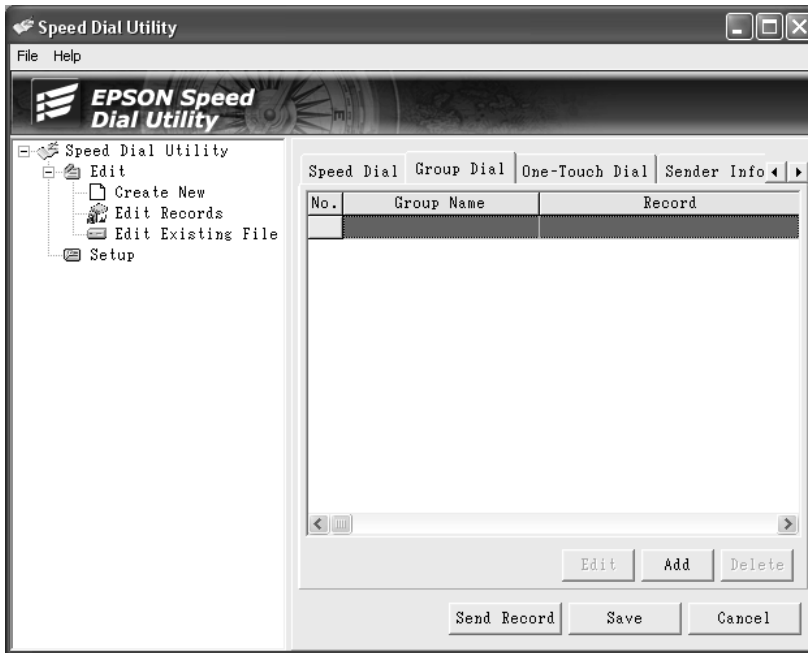 Speed Dial Utility
File Help
EPSON Speed
Dial Utility
Speed Dial Utility
Edit
Create New
Edit Records
Edit Existing File
Setup
Speed Dial Group Dial One-Touch Dial Sender Info
No. Group Name Record
Edit Add Delete
Send Record Save Cancel